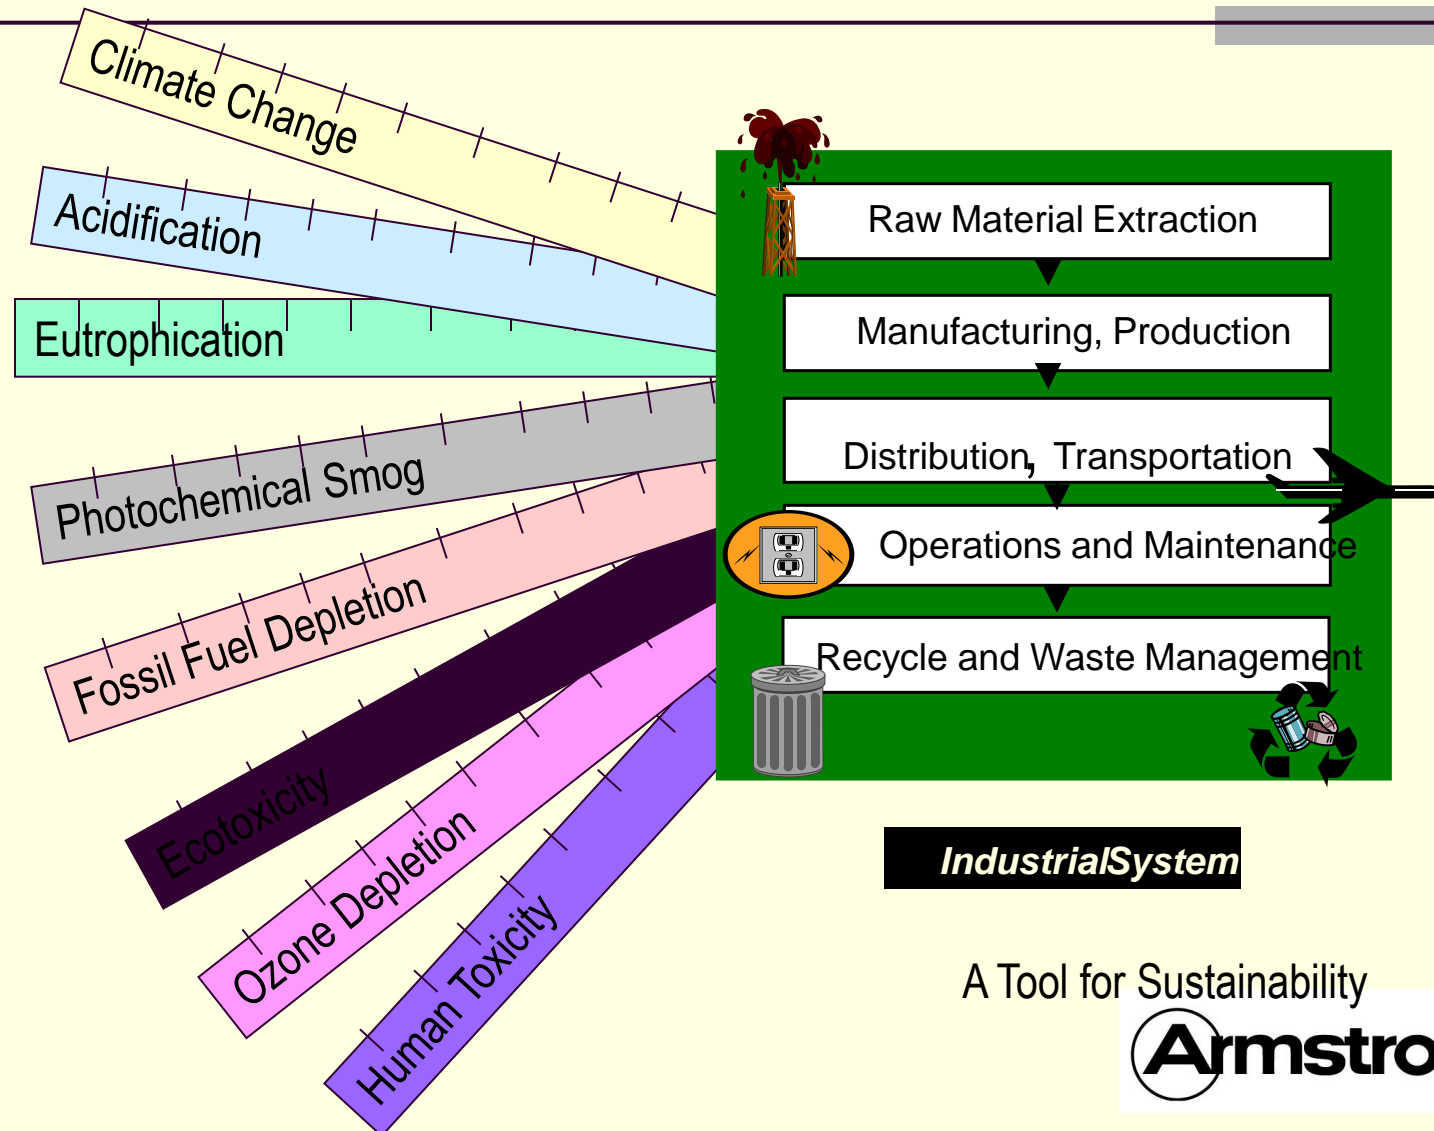 Climate Change
Acidification
Eutrophication
Photochemical Smog
Fossil Fuel Depletion
Ecotoxicity
Ozone Depletion
Human Toxicity
Raw Material Extraction
Manufacturing, Production
Distribution, Transportation
Operations and Maintenance
Recycle and Waste Management
IndustrialSystem
A Tool for Sustainability
Armstro